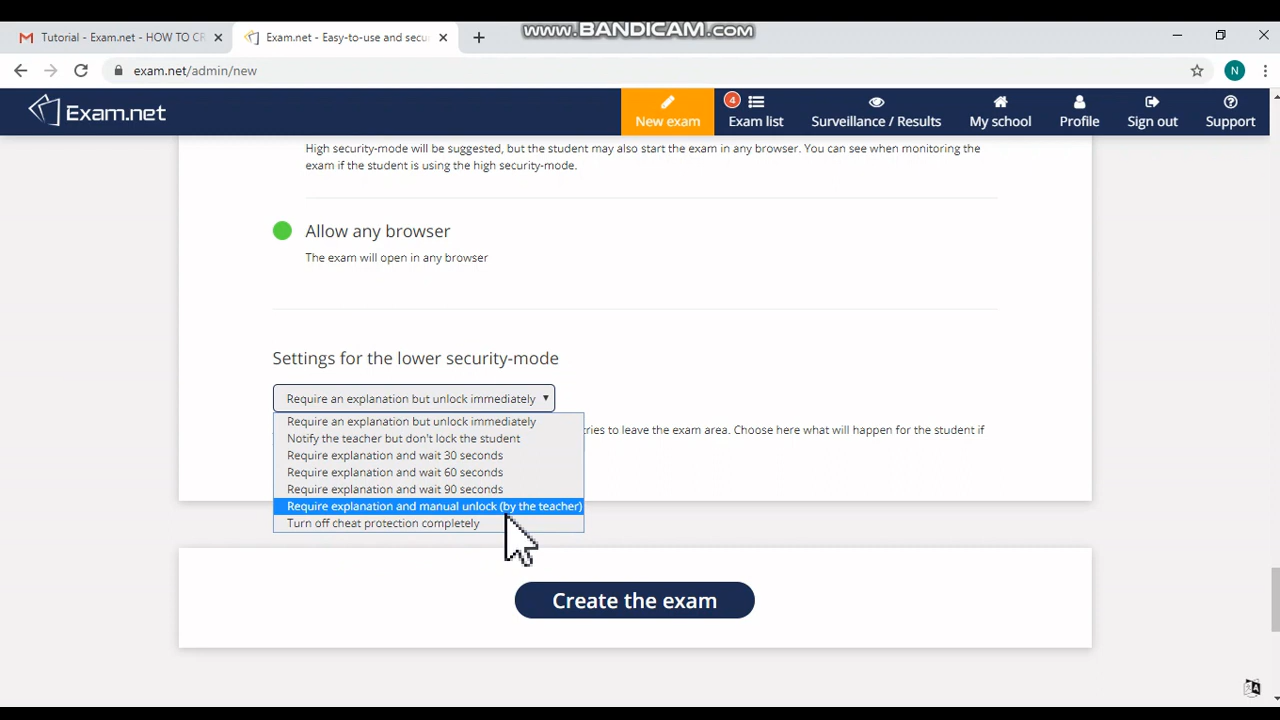 www.BANDICAM.com
Tutorial - Exam.net - HOW TO CR
Exam.net - Easy-to-use and secu
exam.net/admin/new
N
Exam.net
New exam
4
Exam list
Surveillance / Results
My school
Profile
Sign out
Support
High security-mode will be suggested, but the student may also start the exam in any browser. You can see when monitoring the
exam if the student is using the high security-mode.
Allow any browser
The exam will open in any browser
Settings for the lower security-mode
Require an explanation but unlock immediately
Require an explanation but unlock immediately
ries to leave the exam area. Choose here what will happen for the student if
Notify the teacher but don't lock the student
Require explanation and wait 30 seconds
Require explanation and wait 60 seconds
Require explanation and wait 90 seconds
Require explanation and manual unlock (by the teacher)
Turn off cheat protection completely
Create the exam